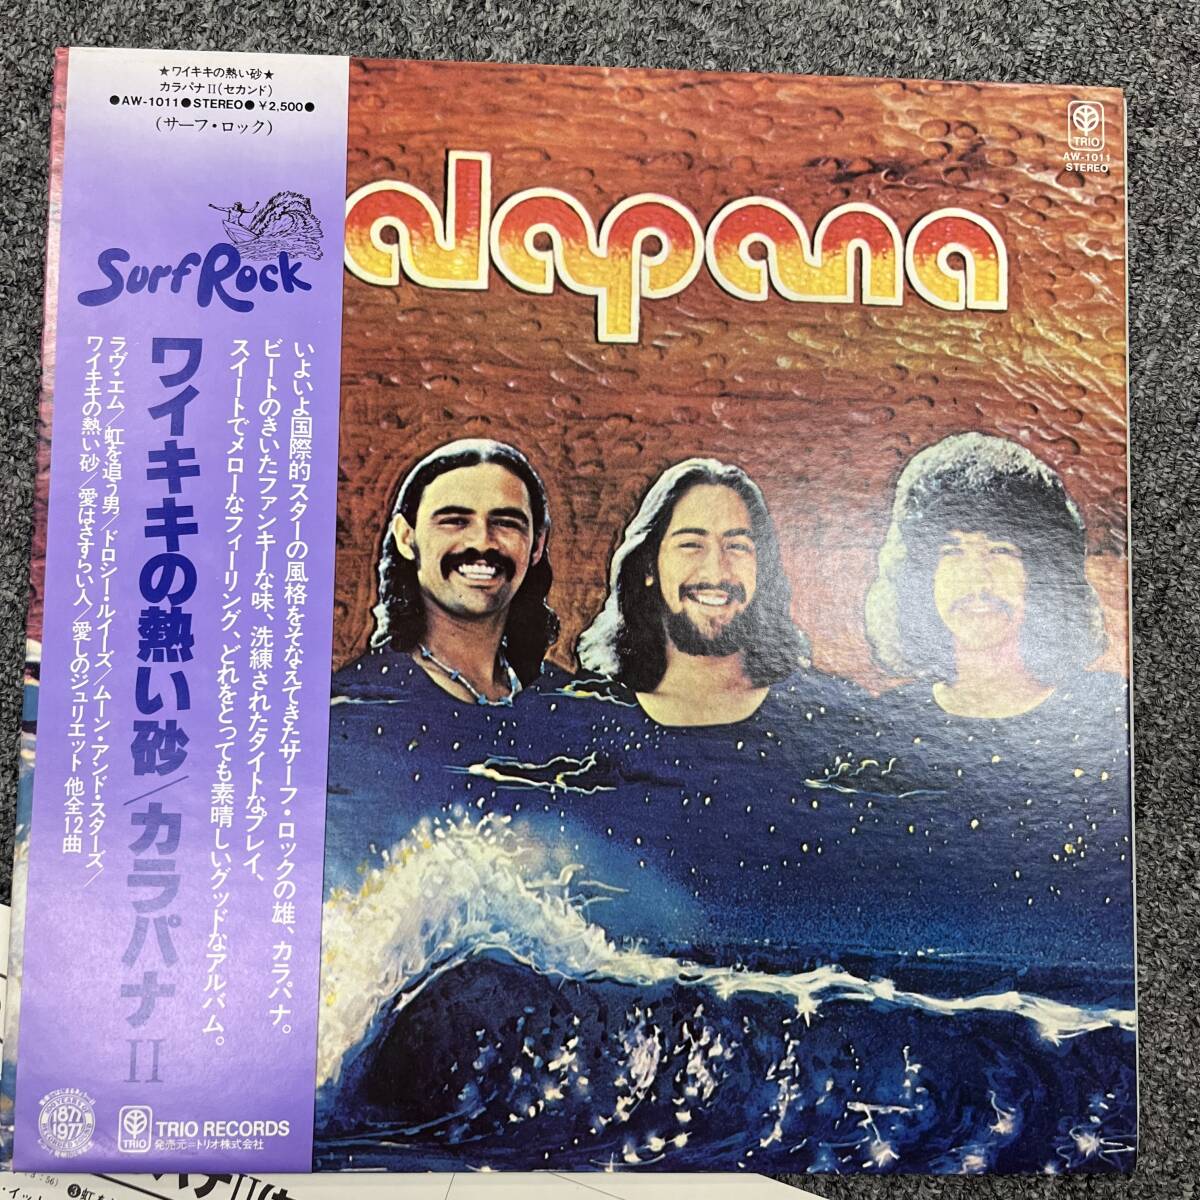 ★ワイキキの熱い砂★
カラパナII(セカンド)
●AW-1011●STEREO●¥2,500●
(サーフ・ロック)
Surf Rock
いよいよ国際的スターの風格をそなえてきたサーフ・ロックの雄、カラパナ。
ビートのきいたファンキーな味、洗練されたタイトなプレイ、
スイートでメローなフィーリング、どれをとっても素晴しいグッドなアルバム。
ワイキキの熱い砂/カラパナII
ラヴ・エム/虹を追う男/ドロシー・ルイーズ/ムーン・アンド・スターズ/
ワイキキの熱い砂/愛はさすらい人/愛しのジュリエット 他全12曲
1877
1977
TRIO
TRIO RECORDS
発売元=トリオ株式会社
alapana
TRIO
AW-1011
STEREO